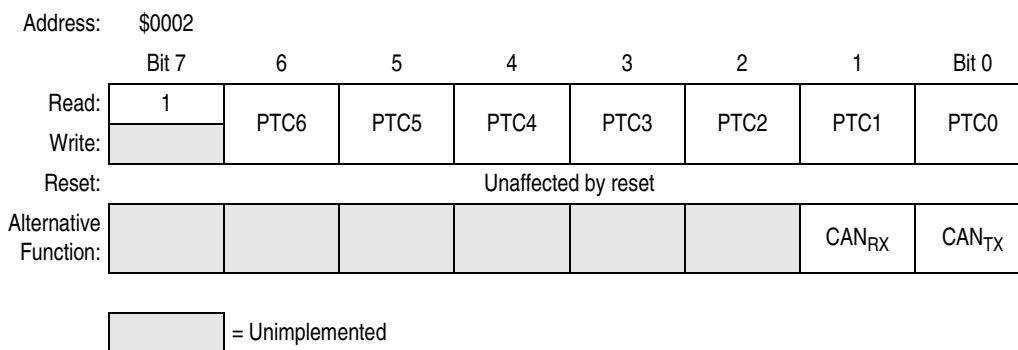 Address: $0002
Bit 7 6 5 4 3 2 1 Bit 0
Read: 1 PTC6 PTC5 PTC4 PTC3 PTC2 PTC1 PTC0
Write:
Reset: Unaffected by reset
Alternative
Function: CANRX CANTX
= Unimplemented